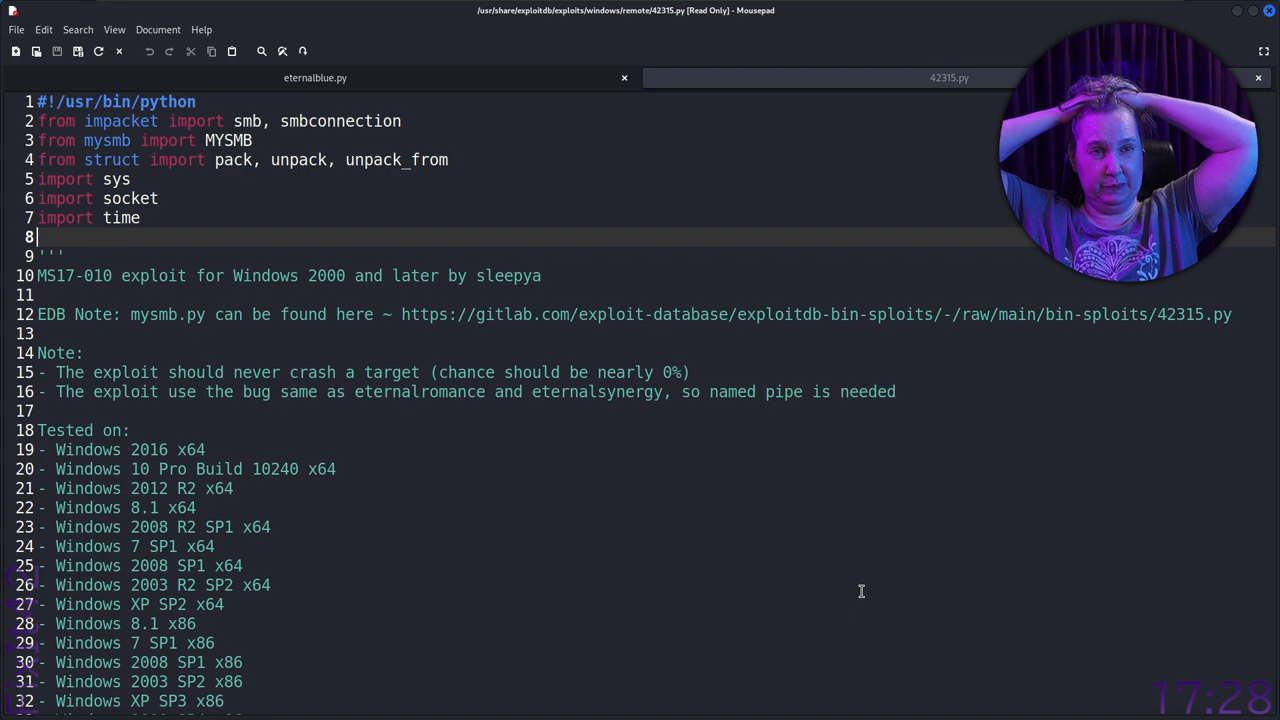 /usr/share/exploitdb/exploits/windows/remote/42315.py [Read Only] - Mousepad
File Edit Search View Document Help
eternalblue.py 42315.py
1 #!/usr/bin/python
2 from impacket import smb, smbconnection
3 from mysmb import MYSMB
4 from struct import pack, unpack, unpack_from
5 import sys
6 import socket
7 import time
8
9 '''
10 MS17-010 exploit for Windows 2000 and later by sleepya
11
12 EDB Note: mysmb.py can be found here ~ https://gitlab.com/exploit-database/exploitdb-bin-sploits/-/raw/main/bin-sploits/42315.py
13
14 Note:
15 - The exploit should never crash a target (chance should be nearly 0%)
16 - The exploit use the bug same as eternalromance and eternalsynergy, so named pipe is needed
17
18 Tested on:
19 - Windows 2016 x64
20 - Windows 10 Pro Build 10240 x64
21 - Windows 2012 R2 x64
22 - Windows 8.1 x64
23 - Windows 2008 R2 SP1 x64
24 - Windows 7 SP1 x64
25 - Windows 2008 SP1 x64
26 - Windows 2003 R2 SP2 x64
27 - Windows XP SP2 x64
28 - Windows 8.1 x86
29 - Windows 7 SP1 x86
30 - Windows 2008 SP1 x86
31 - Windows 2003 SP2 x86
32 - Windows XP SP3 x86
17:28